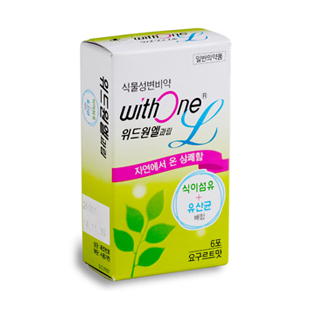 일반의약품
식물성변비약
withOne®
L
위드원엘과립
자연에서 온 상쾌함
식이섬유
+
유산균
배합
6포
요구르트맛